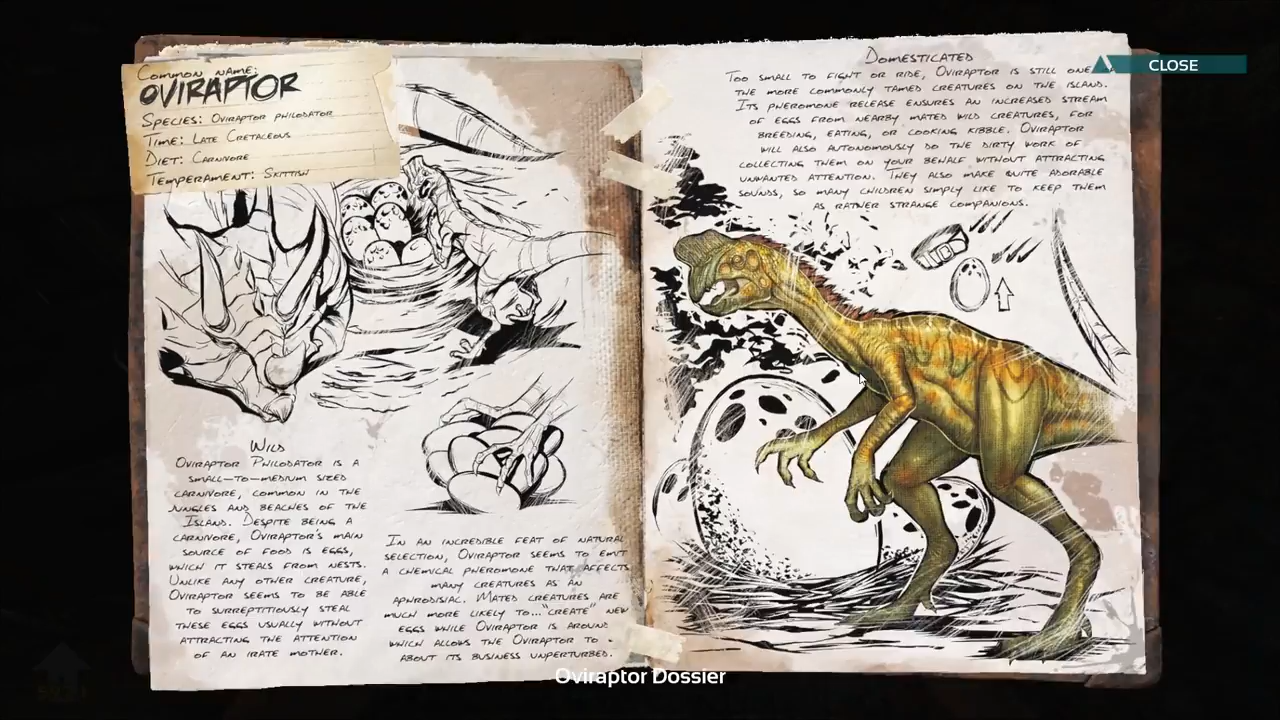 Common name:
Oviraptor
Species: Oviraptor philodator
Time: Late Cretaceous
Diet: Carnivore
Temperament: Skittish
Wild
Oviraptor Philodator is a
small-to-medium sized
carnivore, common in the
jungles and beaches of the
Island. Despite being a
carnivore, Oviraptor's main
source of food is eggs,
which it steals from nests.
Unlike any other creature,
Oviraptor seems to be able
to surreptitiously steal
these eggs usually without
attracting the attention
of an irate mother.
In an incredible feat of natural
selection, Oviraptor seems to emit
a chemical pheromone that affects
many creatures as an
aphrodisial. Mated creatures are
much more likely to..."create" new
eggs while Oviraptor is around
which allows the Oviraptor to
about its business unperturbed.
Domesticated
Too small to fight or ride, Oviraptor is still one
the more commonly tamed creatures on the island.
Its pheromone release ensures an increased stream
of eggs from nearby mated wild creatures, for
breeding, eating, or cooking kibble. Oviraptor
will also autonomously do the dirty work of
collecting them on your behalf without attracting
unwanted attention. They also make quite adorable
sounds, so many children simply like to keep them
as rather strange companions.
CLOSE
Oviraptor Dossier